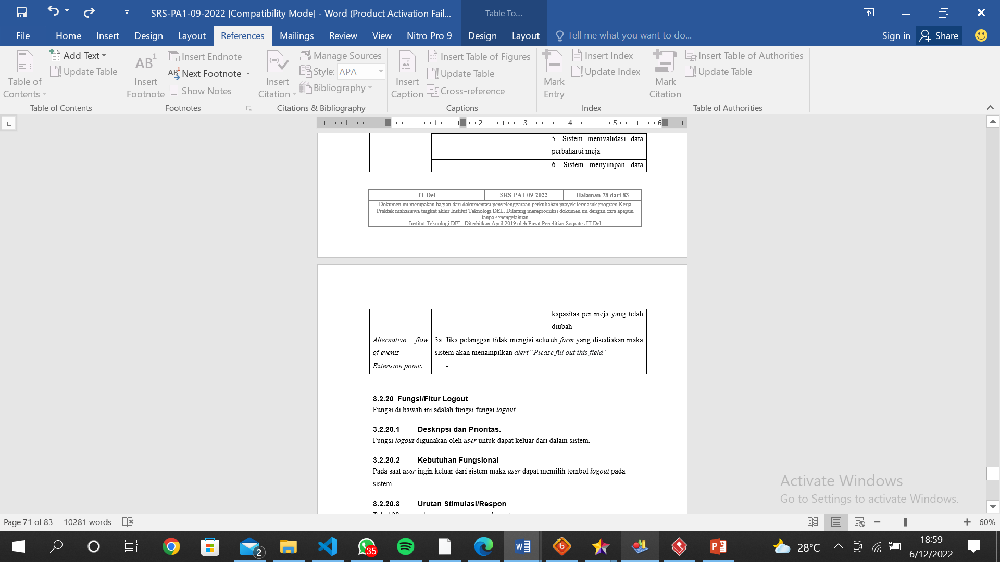 SRS-PA1-09-2022 [Compatibility Mode] - Word (Product Activation Fail...
Table To...
File Home Insert Design Layout References Mailings Review View Nitro Pro 9 Design Layout Tell me what you want to do... Sign in Share
Table of Contents
Add Text
Update Table
Table of Contents
AB1 Insert Footnote
Insert Endnote
AB1 Next Footnote
Show Notes
Footnotes
Insert Citation
Manage Sources
Style: APA
Bibliography
Citations & Bibliography
Insert Caption
Insert Table of Figures
Update Table
Cross-reference
Captions
Mark Entry
Insert Index
Update Index
Index
Mark Citation
Insert Table of Authorities
Update Table
Table of Authorities
L
1 1 2 3 4 5 6
5. Sistem memvalidasi data
perbaharui meja
6. Sistem menyimpan data
IT Del SRS-PA1-09-2022 Halaman 78 dari 83
Dokumen ini merupakan bagian dari dokumentasi penyelenggaraan perkuliahan proyek termasuk program Kerja
Praktek mahasiswa tingkat akhir Institut Teknologi DEL. Dilarang mereproduksi dokumen ini dengan cara apapun
tanpa sepengetahuan
Institut Teknologi DEL. Diterbitkan April 2019 oleh Pusat Penelitian Soqrates IT Del
kapasitas per meja yang telah
diubah
Alternative flow of events
3a. Jika pelanggan tidak mengisi seluruh form yang disediakan maka
sistem akan menampilkan alert “Please fill out this field”
Extension points -
3.2.20 Fungsi/Fitur Logout
Fungsi di bawah ini adalah fungsi fungsi logout.
3.2.20.1 Deskripsi dan Prioritas.
Fungsi logout digunakan oleh user untuk dapat keluar dari dalam sistem.
3.2.20.2 Kebutuhan Fungsional
Pada saat user ingin keluar dari sistem maka user dapat memilih tombol logout pada
sistem.
3.2.20.3 Urutan Stimulasi/Respon
Activate Windows
Go to Settings to activate Windows.
Page 71 of 83 10281 words 60%
2
35
28°C
18:59
6/12/2022